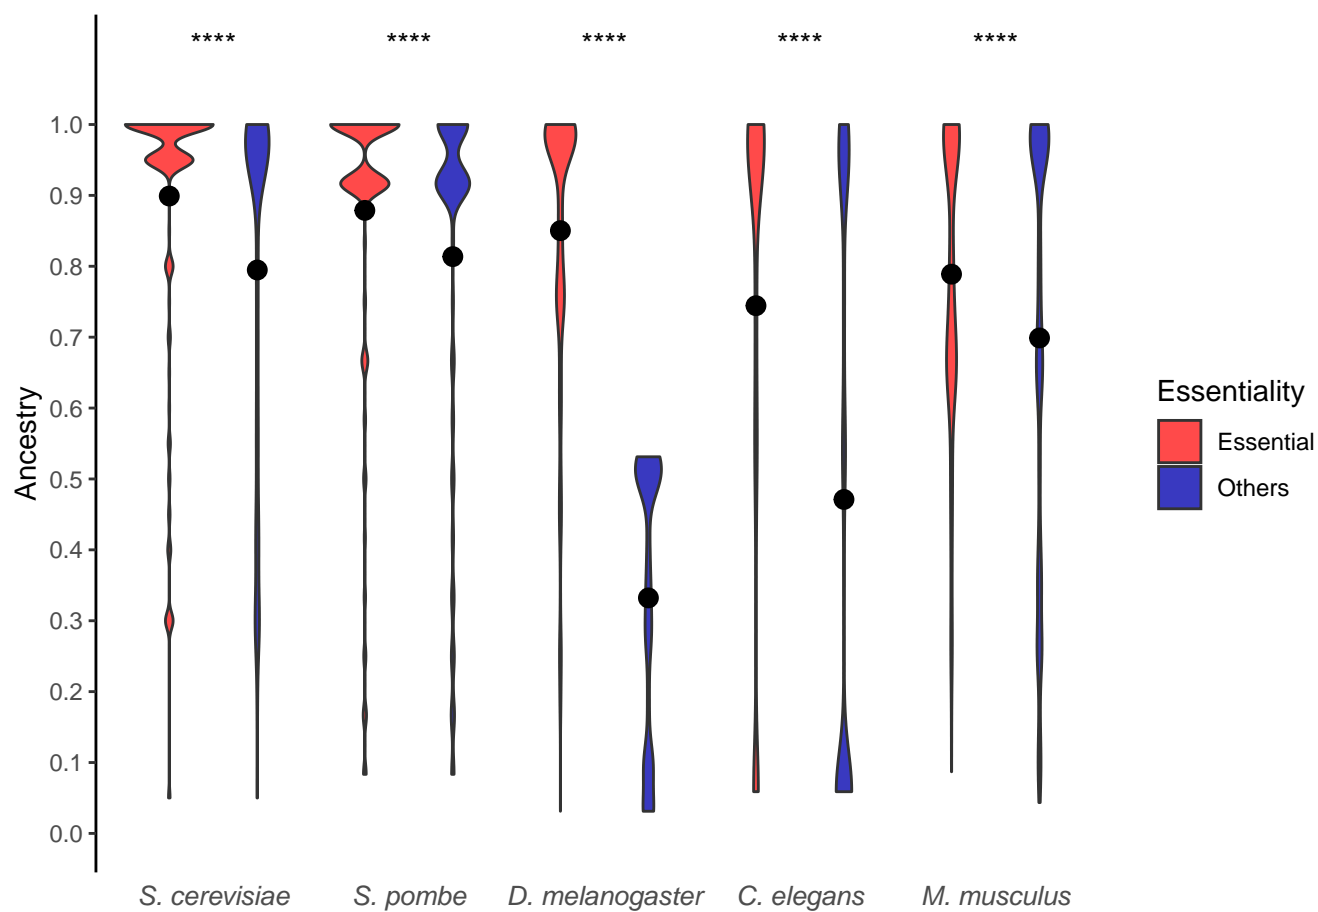 **** **** **** **** ****
1.0
0.9
0.8
0.7
0.6
0.5
0.4
0.3
0.2
0.1
0.0
Ancestry
S. cerevisiae S. pombe D. melanogaster C. elegans M. musculus
Essentiality
Essential
Others